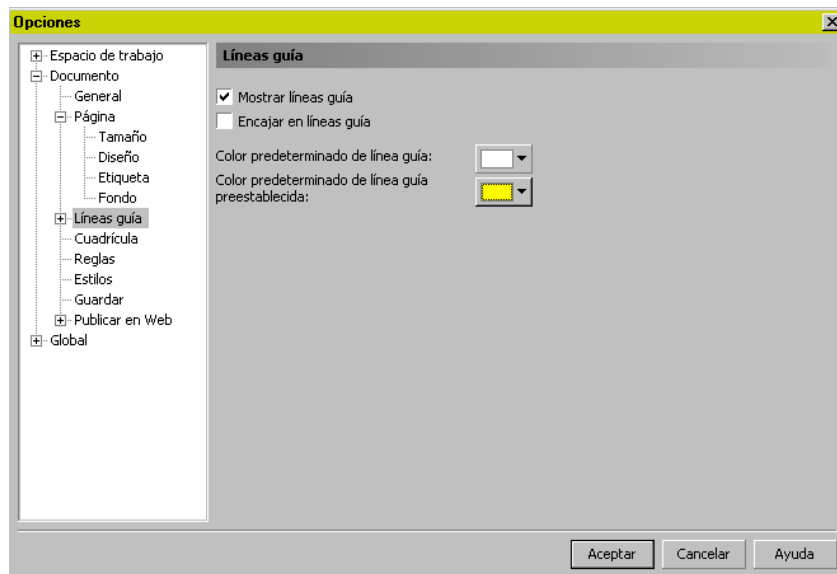 Opciones
Espacio de trabajo
Documento
General
Página
Tamaño
Diseño
Etiqueta
Fondo
Líneas guía
Cuadrícula
Reglas
Estilos
Guardar
Publicar en Web
Global
Líneas guía
Mostrar líneas guía
Encajar en líneas guía
Color predeterminado de línea guía:
Color predeterminado de línea guía
preestablecida:
Aceptar
Cancelar
Ayuda